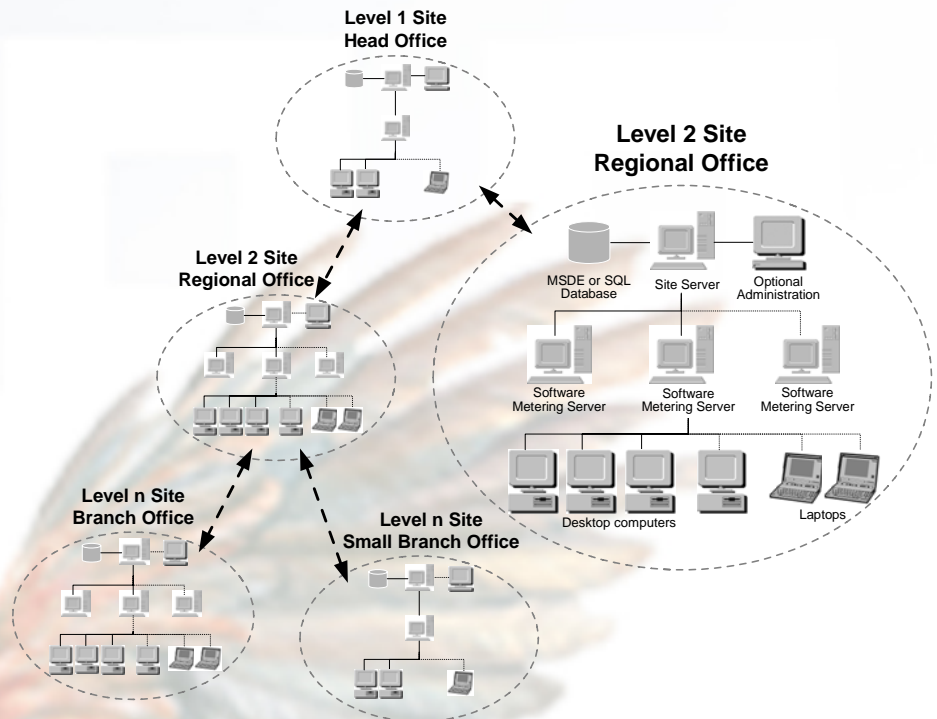 Level 1 Site
Head Office
Level 2 Site
Regional Office
MSDE or SQL
Database
Site Server
Optional
Administration
Software
Metering Server
Software
Metering Server
Software
Metering Server
Desktop computers
Laptops
Level 2 Site
Regional Office
Level n Site
Branch Office
Level n Site
Small Branch Office